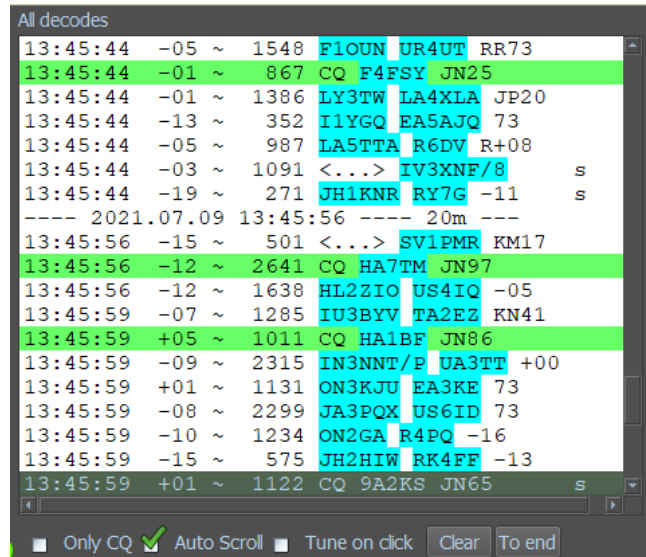 All decodes
13:45:44 -05 ~ 1548 F1OUN UR4UT RR73
13:45:44 -01 ~ 867 CQ F4FSY JN25
13:45:44 -01 ~ 1386 LY3TW LA4XLA JP20
13:45:44 -13 ~ 352 I1YGQ EA5AJQ 73
13:45:44 -05 ~ 987 LA5TTA R6DV R+08
13:45:44 -03 ~ 1091 <...> IV3XNF/8 s
13:45:44 -19 ~ 271 JH1KNR RY7G -11 s
---- 2021.07.09 13:45:56 ---- 20m ---
13:45:56 -15 ~ 501 <...> SV1PMR KM17
13:45:56 -12 ~ 2641 CQ HA7TM JN97
13:45:56 -12 ~ 1638 HL2ZIO US4IQ -05
13:45:59 -07 ~ 1285 IU3BYV TA2EZ KN41
13:45:59 +05 ~ 1011 CQ HA1BF JN86
13:45:59 -09 ~ 2315 IN3NNT/P UA3TT +00
13:45:59 +01 ~ 1131 ON3KJU EA3KE 73
13:45:59 -08 ~ 2299 JA3PQX US6ID 73
13:45:59 -10 ~ 1234 ON2GA R4PQ -16
13:45:59 -15 ~ 575 JH2HIW RK4FF -13
13:45:59 +01 ~ 1122 CQ 9A2KS JN65 s
Only CQ Auto Scroll Tune on click Clear To end